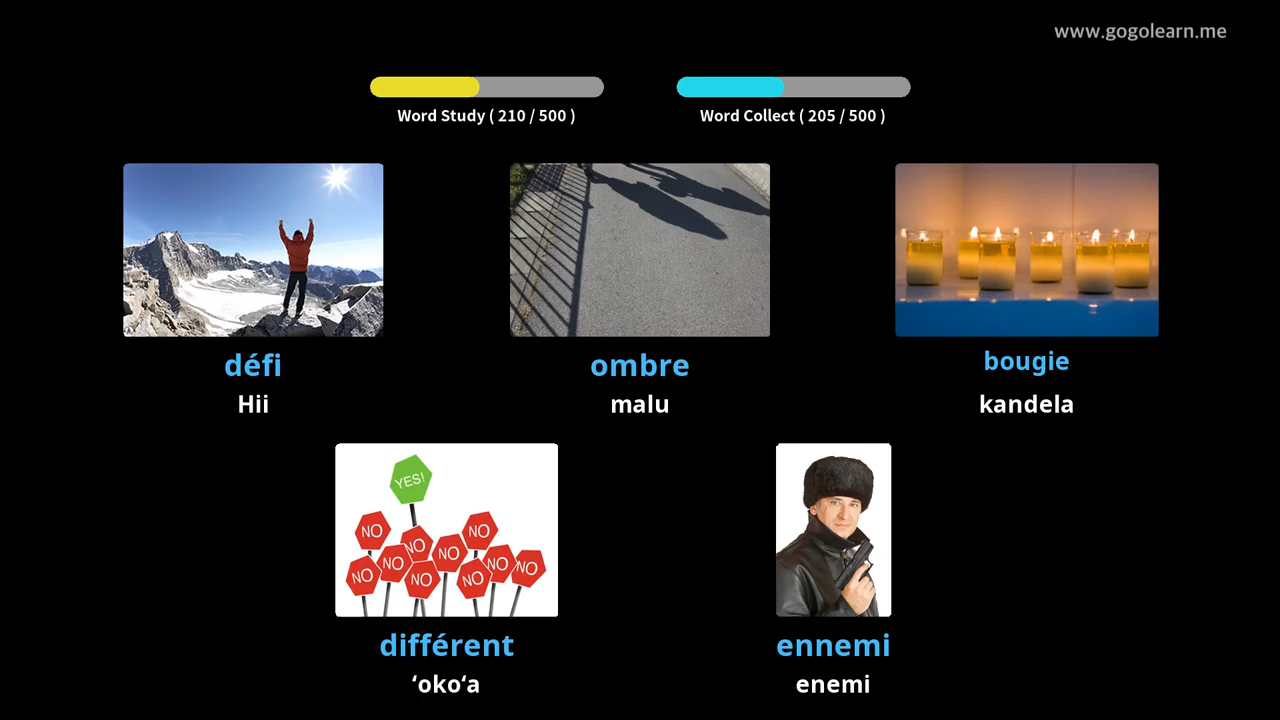 www.gogolearn.me
Word Study ( 210 / 500 )
Word Collect ( 205 / 500 )
défi
ombre
bougie
Hii
malu
kandela
YES!
NO
NO
NO
NO
NO
NO
NO
NO
NO
NO
différent
ennemi
ʻokoʻa
enemi